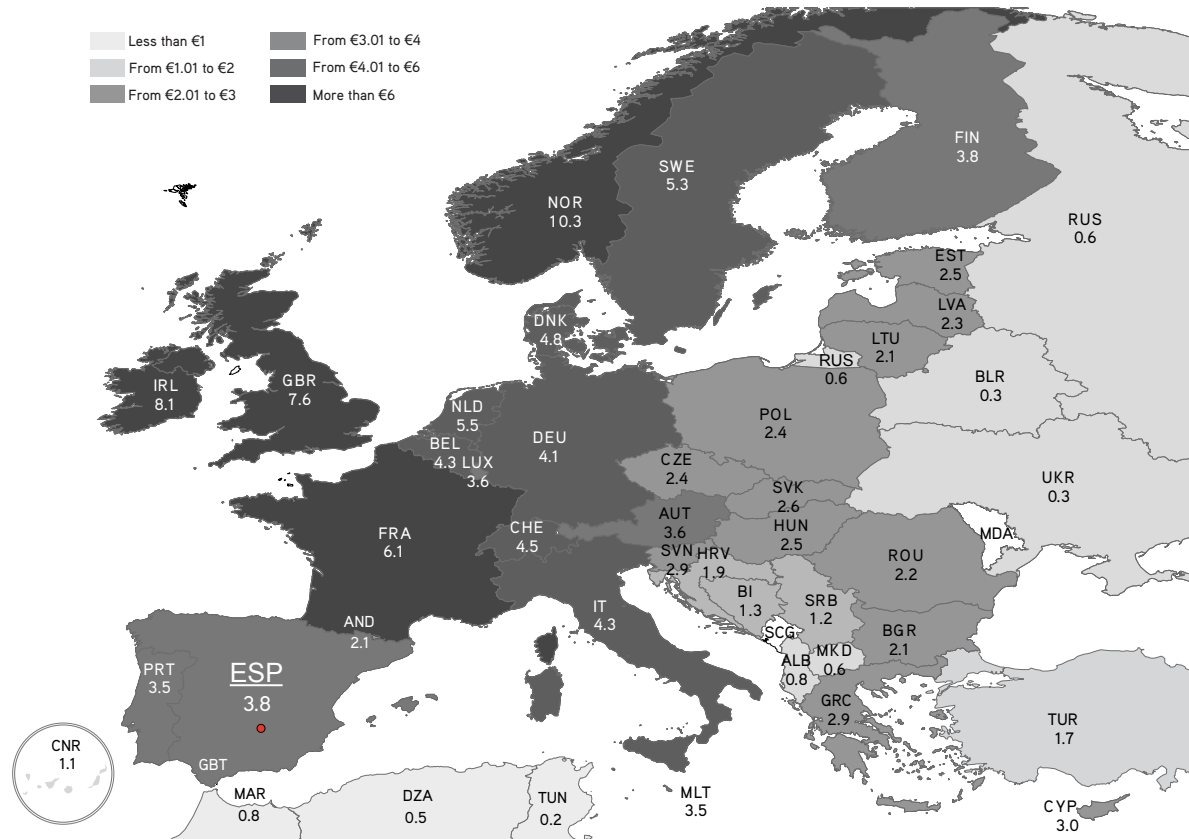 Less than €1
From €1.01 to €2
From €2.01 to €3
From €3.01 to €4
From €4.01 to €6
More than €6
FIN
3.8
SWE
5.3
NOR
10.3
RUS
0.6
EST
2.5
LVA
2.3
LTU
2.1
RUS
0.6
DNK
4.8
BLR
0.3
IRL
8.1
GBR
7.6
NLD
5.5
BEL
4.3
LUX
3.6
DEU
4.1
POL
2.4
CZE
2.4
UKR
0.3
SVK
2.6
AUT
3.6
HUN
2.5
CHE
4.5
FRA
6.1
MDA
SVN
2.9
HRV
1.9
ROU
2.2
BI
1.3
SRB
1.2
IT
4.3
AND
2.1
SCG
BGR
2.1
MKD
0.6
ALB
0.8
PRT
3.5
ESP
3.8
GRC
2.9
TUR
1.7
CNR
1.1
GBT
MAR
0.8
DZA
0.5
TUN
0.2
MLT
3.5
CYP
3.0